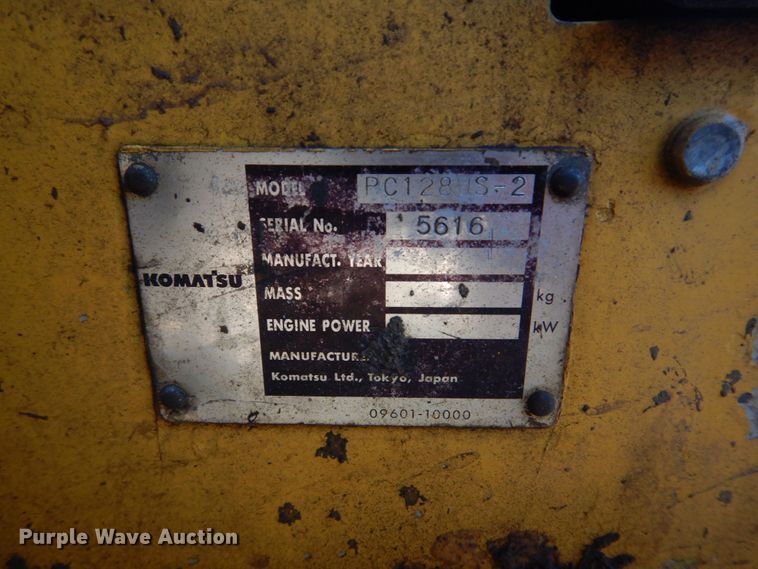 MODEL PC128US-2
SERIAL No. 5616
MANUFACT. YEAR
KOMATSU
MASS kg
ENGINE POWER kW
MANUFACTURE
Komatsu Ltd., Tokyo, Japan
09601-10000
Purple Wave Auction